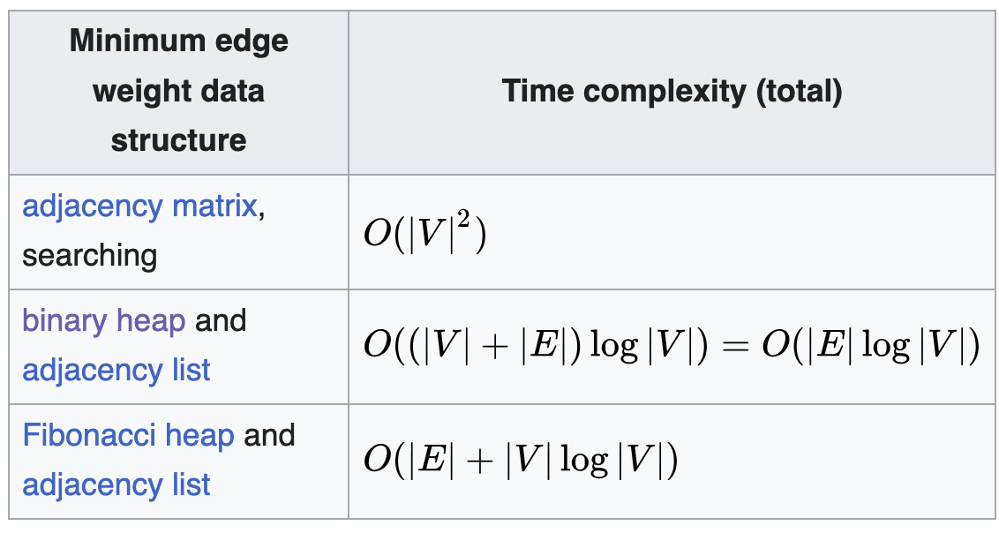 Minimum edge
weight data
structure
Time complexity (total)
adjacency matrix,
searching
O(|V|²)
binary heap and
adjacency list
O((|V| + |E|) log |V|) = O(|E| log |V|)
Fibonacci heap and
adjacency list
O(|E| + |V| log |V|)